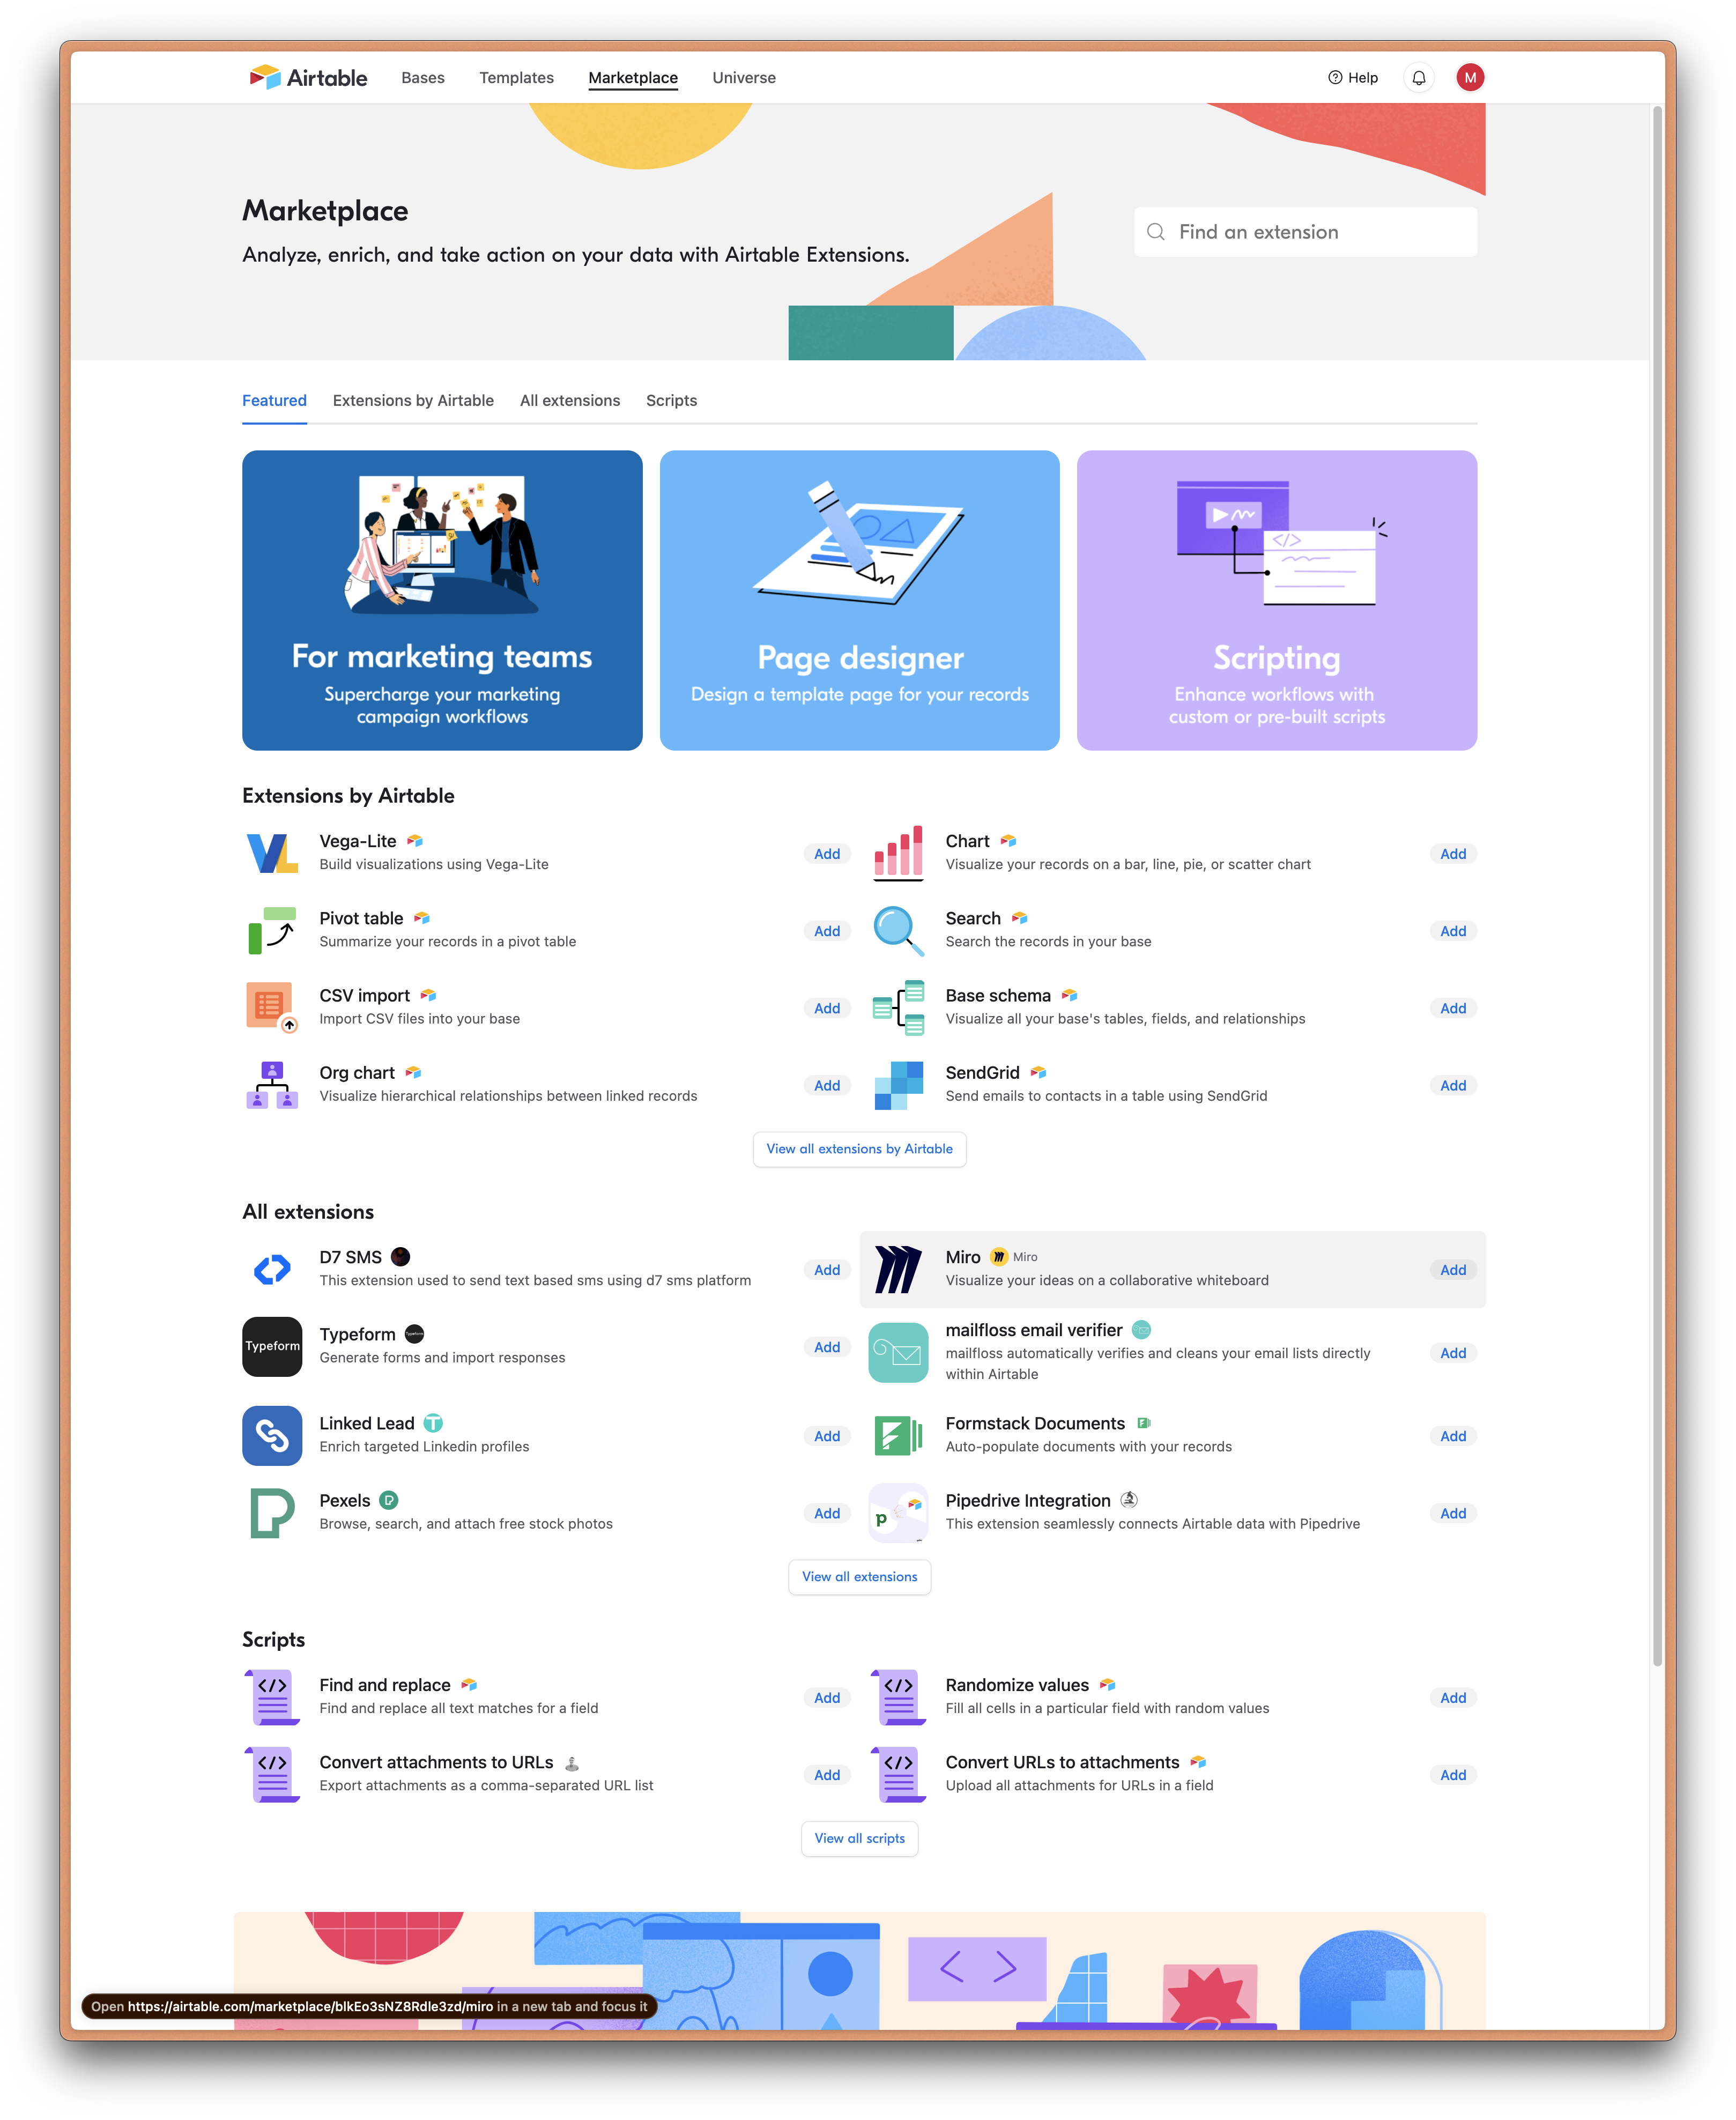 Airtable
Bases
Templates
Marketplace
Universe
Help
M
Marketplace
Analyze, enrich, and take action on your data with Airtable Extensions.
Find an extension
Featured
Extensions by Airtable
All extensions
Scripts
For marketing teams
Supercharge your marketing
campaign workflows
Page designer
Design a template page for your records
Scripting
Enhance workflows with
custom or pre-built scripts
Extensions by Airtable
Vega-Lite
Build visualizations using Vega-Lite
Add
Chart
Visualize your records on a bar, line, pie, or scatter chart
Add
Pivot table
Summarize your records in a pivot table
Add
Search
Search the records in your base
Add
CSV import
Import CSV files into your base
Add
Base schema
Visualize all your base's tables, fields, and relationships
Add
Org chart
Visualize hierarchical relationships between linked records
Add
SendGrid
Send emails to contacts in a table using SendGrid
Add
View all extensions by Airtable
All extensions
D7 SMS
This extension used to send text based sms using d7 sms platform
Add
Miro
Miro
Visualize your ideas on a collaborative whiteboard
Add
Typeform
Typeform
Generate forms and import responses
Add
mailfloss email verifier
mailfloss automatically verifies and cleans your email lists directly
within Airtable
Add
Linked Lead
Enrich targeted Linkedin profiles
Add
Formstack Documents
Auto-populate documents with your records
Add
Pexels
Browse, search, and attach free stock photos
Add
Pipedrive Integration
This extension seamlessly connects Airtable data with Pipedrive
Add
View all extensions
Scripts
Find and replace
Find and replace all text matches for a field
Add
Randomize values
Fill all cells in a particular field with random values
Add
Convert attachments to URLs
Export attachments as a comma-separated URL list
Add
Convert URLs to attachments
Upload all attachments for URLs in a field
Add
View all scripts
Open https://airtable.com/marketplace/blkEo3sNZ8Rdle3zd/miro in a new tab and focus it